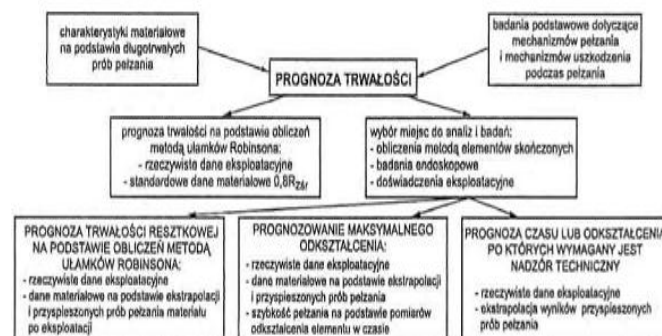 charakterystyki materiałowe
na podstawia długotrwałych
prób pełzania
badania podstawowe dotyczące
mechanizmów pełzania
i mechanizmów uszkodzenia
podczas pełzania
PROGNOZA TRWAŁOŚCI
prognoza trwałości na podstawie obliczeń
metodą ułamków Robinsona:
- rzeczywiste dane eksploatacyjne
- standardowe dane materiałowe 0,8Rzśr
wybór miejsc do analiz i badań:
- obliczenia metodą elementów skończonych
- badania endoskopowe
- doświadczenia eksploatacyjne
PROGNOZA TRWAŁOŚCI RESZTKOWEJ
NA PODSTAWIE OBLICZEŃ METODĄ
UŁAMKÓW ROBINSONA:
- rzeczywiste dane eksploatacyjne
- dane materiałowe na podstawie ekstrapolacji
i przyspieszonych prób pełzania materiału
po eksploatacji
PROGNOZOWANIE MAKSYMALNEGO
ODKSZTAŁCENIA:
- rzeczywiste dane eksploatacyjne
- dane materiałowe na podstawie ekstrapolacji
i przyspieszonych prób pełzania
- szybkość pełzania na podstawie pomiarów
odkształcenia elementu w czasie
PROGNOZA CZASU LUB ODKSZTAŁCENIA
PO KTÓRYCH WYMAGANY JEST
NADZÓR TECHNICZNY
- rzeczywiste dane eksploatacyjne
- ekstrapolacja wyników przyspieszonych
prób pełzania